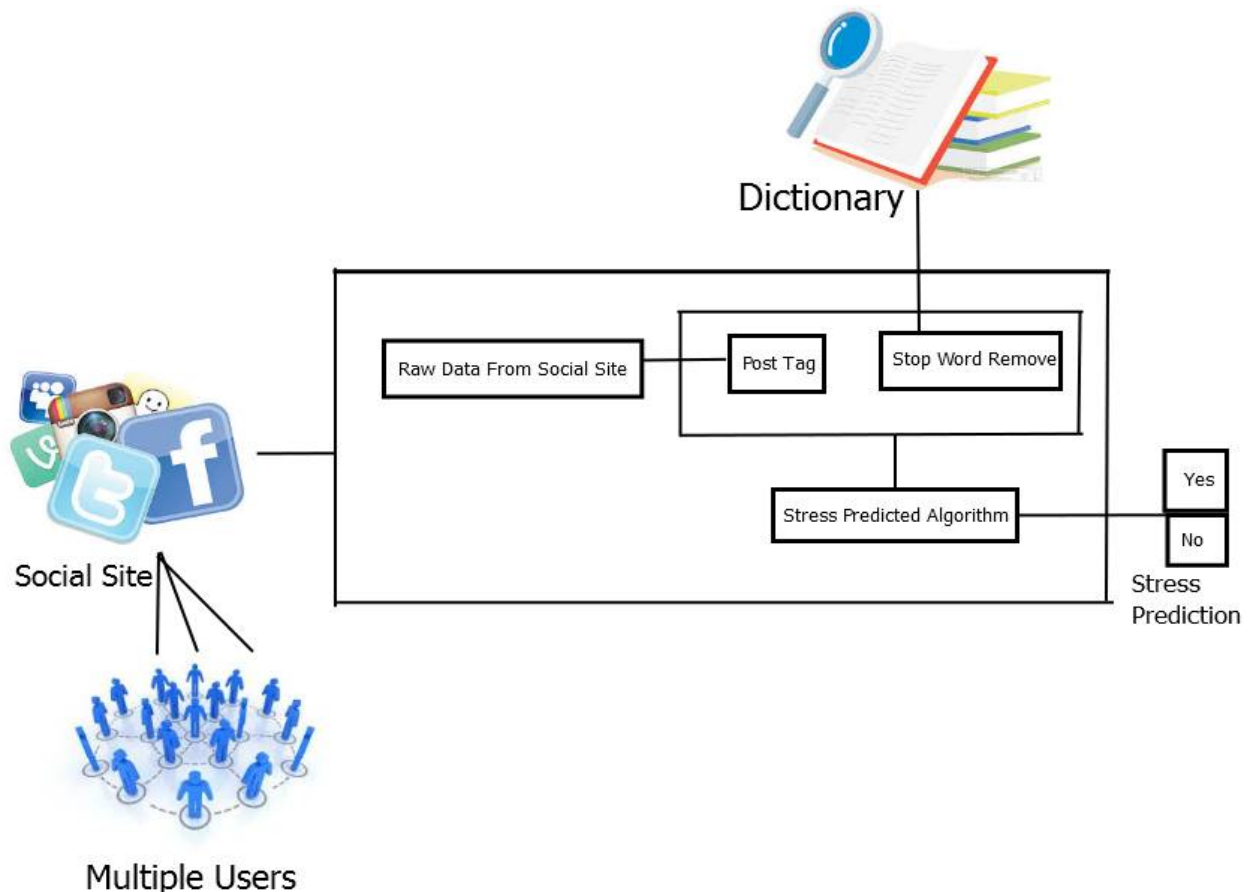 Dictionary
Raw Data From Social Site
Post Tag
Stop Word Remove
Stress Predicted Algorithm
Yes
No
Stress
Prediction
Social Site
Multiple Users